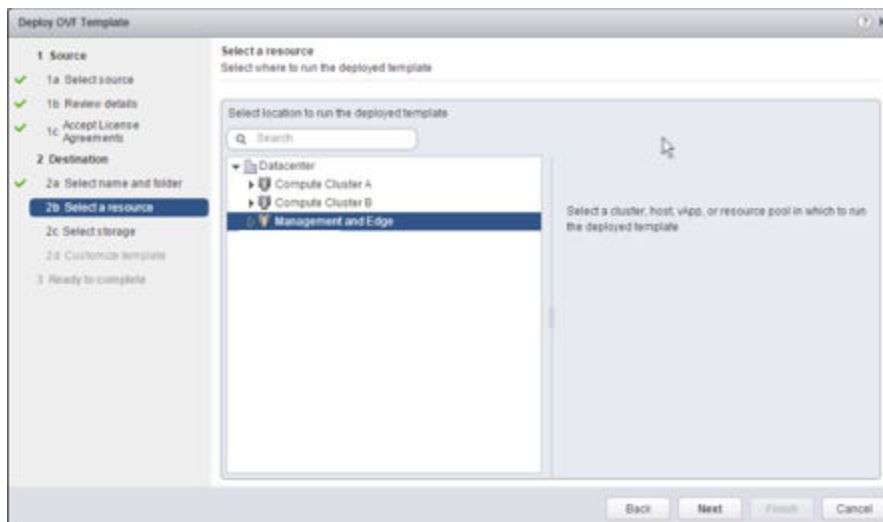 Deploy OVF Template
1 Source
1a Select source
1b Review details
1c Accept License
Agreements
2 Destination
2a Select name and folder
2b Select a resource
2c Select storage
2d Customize template
3 Ready to complete
Select a resource
Select where to run the deployed template
Select location to run the deployed template
Search
Datacenter
Compute Cluster A
Compute Cluster B
Management and Edge
Select a cluster, host, vApp, or resource pool in which to run
the deployed template
Back
Next
Finish
Cancel